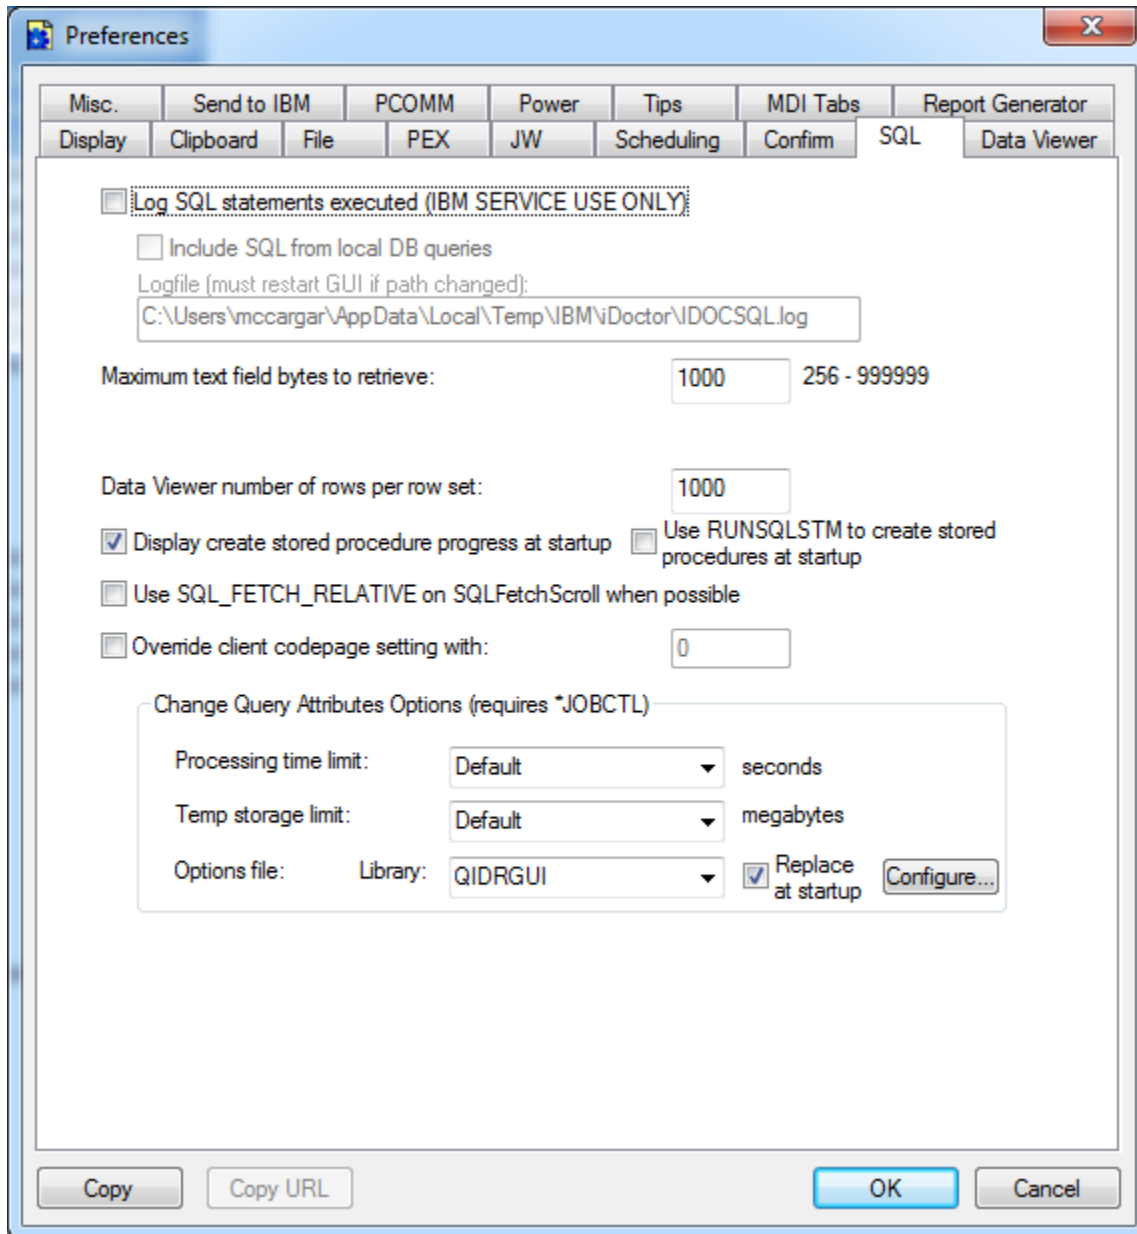 Preferences
Misc. Send to IBM PCOMM Power Tips MDI Tabs Report Generator
Display Clipboard File PEX JW Scheduling Confirm SQL Data Viewer
Log SQL statements executed (IBM SERVICE USE ONLY)
Include SQL from local DB queries
Logfile (must restart GUI if path changed):
C:\Users\mccargar\AppData\Local\Temp\IBM\iDoctor\IDOCSQL.log
Maximum text field bytes to retrieve: 1000 256 - 999999
Data Viewer number of rows per row set: 1000
Display create stored procedure progress at startup Use RUNSQLSTM to create stored
procedures at startup
Use SQL_FETCH_RELATIVE on SQLFetchScroll when possible
Override client codepage setting with: 0
Change Query Attributes Options (requires *JOBCTL)
Processing time limit: Default seconds
Temp storage limit: Default megabytes
Options file: Library: QIDRGUI Replace
at startup Configure...
Copy Copy URL OK Cancel